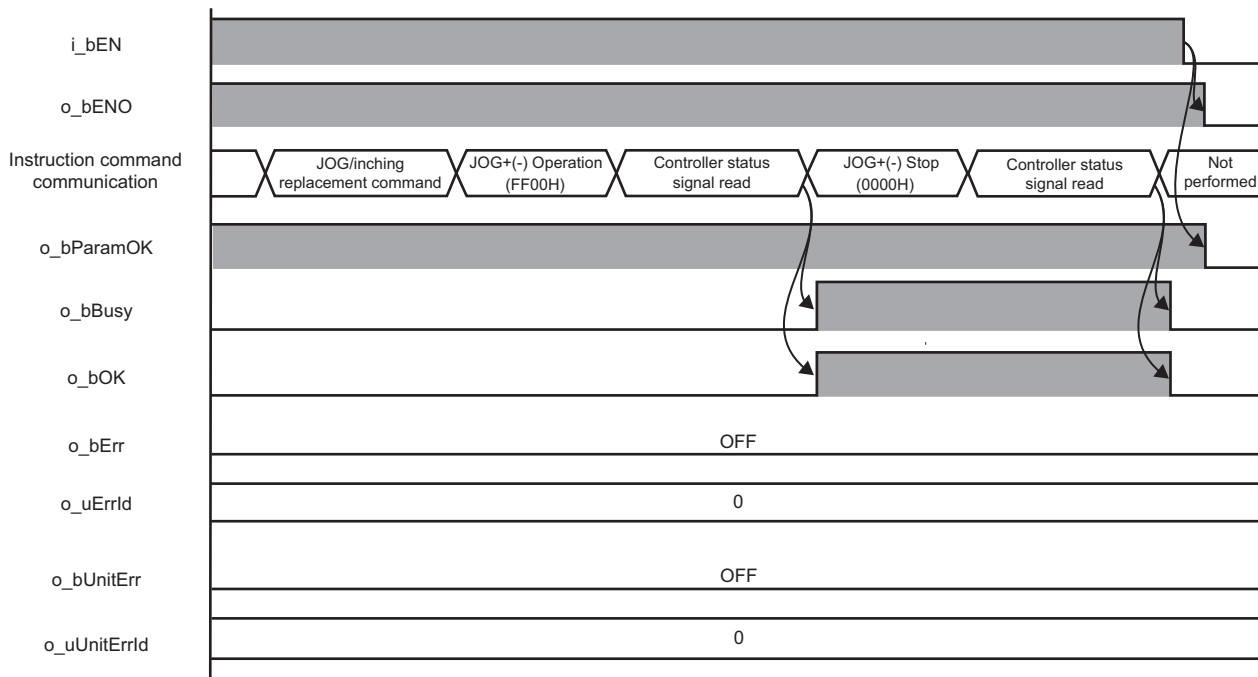 i_bEN
o_bENO
Instruction command
communication
JOG/inching
replacement command
JOG+(-) Operation
(FF00H)
Controller status
signal read
JOG+(-) Stop
(0000H)
Controller status
signal read
Not
performed
o_bParamOK
o_bBusy
o_bOK
o_bErr
OFF
o_uErrId
0
o_bUnitErr
OFF
o_uUnitErrId
0